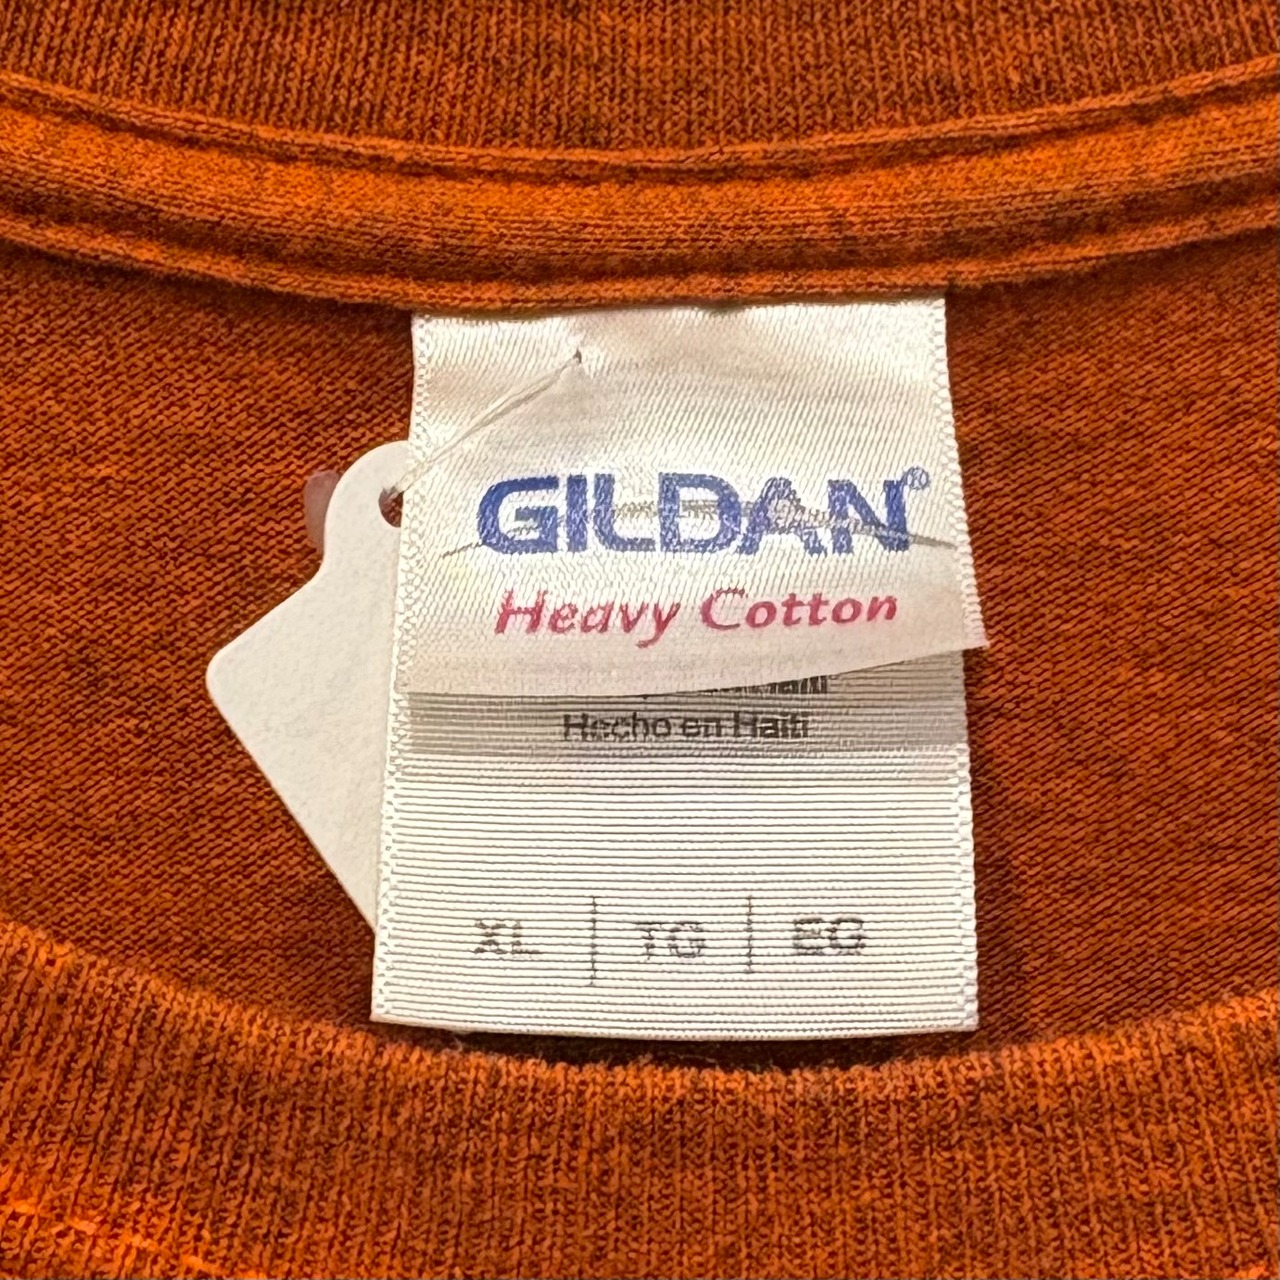 GILDAN®
Heavy Cotton
Hecho en Haiti
XL | TG | EG